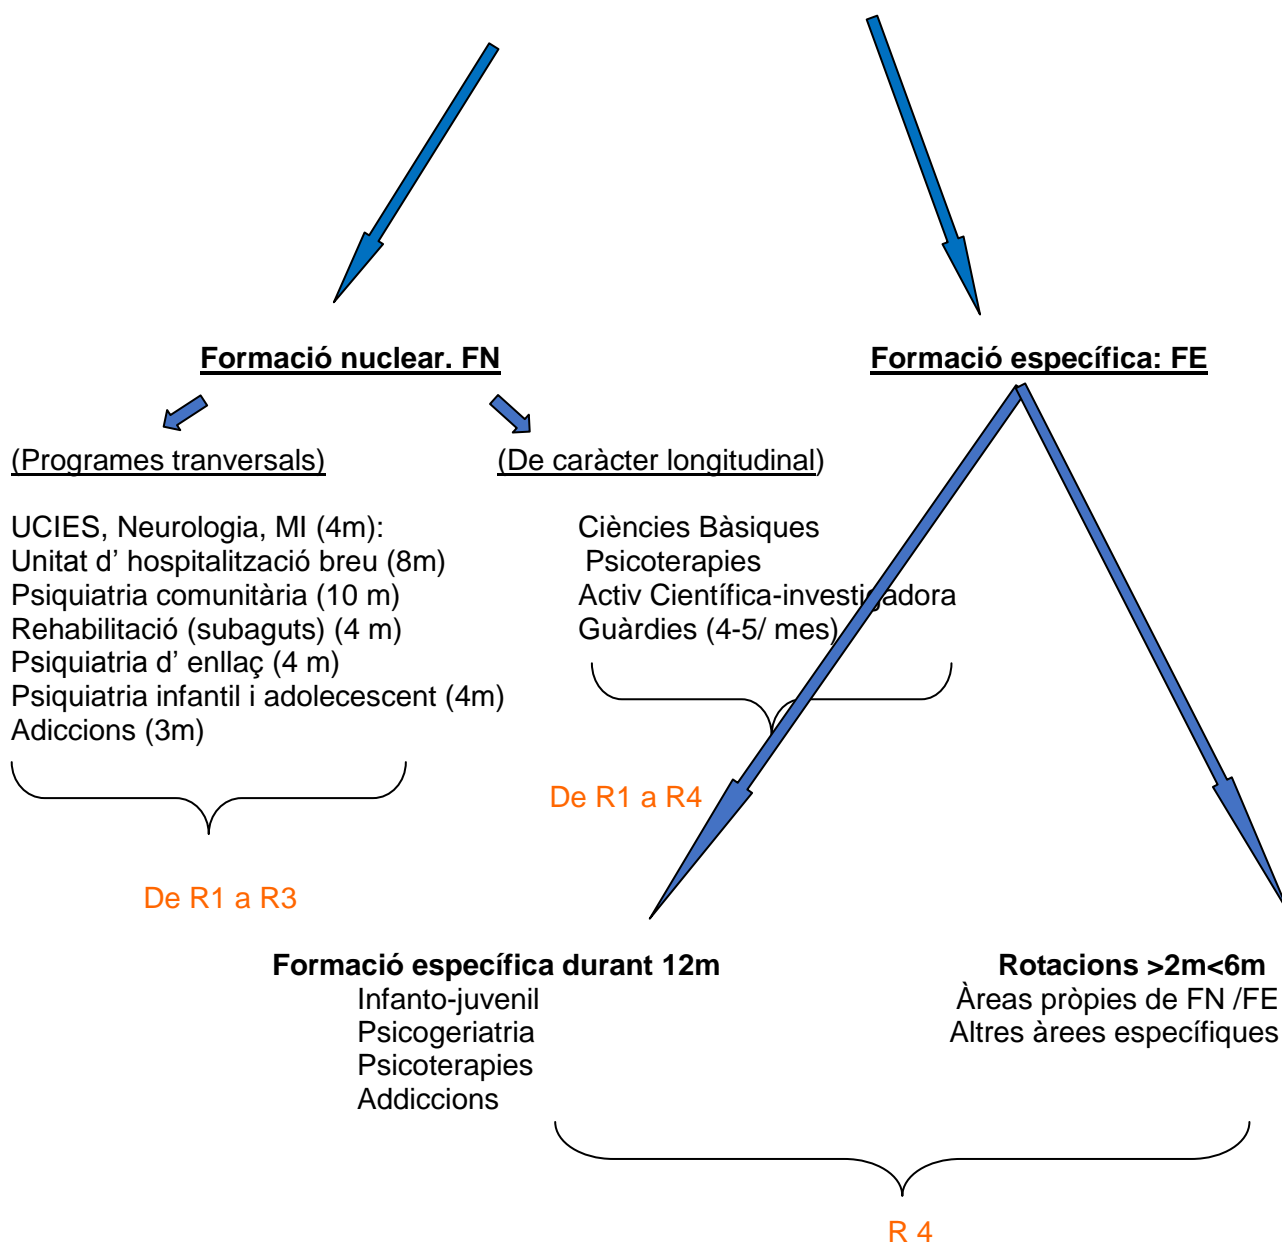 Formació nuclear. FN
Formació específica: FE
(Programes tranversals)
(De caràcter longitudinal)
UCIES, Neurologia, MI (4m):
Unitat d' hospitalització breu (8m)
Psiquiatria comunitària (10 m)
Rehabilitació (subaguts) (4 m)
Psiquiatria d' enllaç (4 m)
Psiquiatria infantil i adolecescent (4m)
Adiccions (3m)
De R1 a R3
Ciències Bàsiques
Psicoterapies
Activ Científica-investigadora
Guàrdies (4-5/ mes)
De R1 a R4
Formació específica durant 12m
Infanto-juvenil
Psicogeriatria
Psicoterapies
Addiccions
Rotacions >2m<6m
Àreas pròpies de FN /FE
Altres àrees específiques
R 4